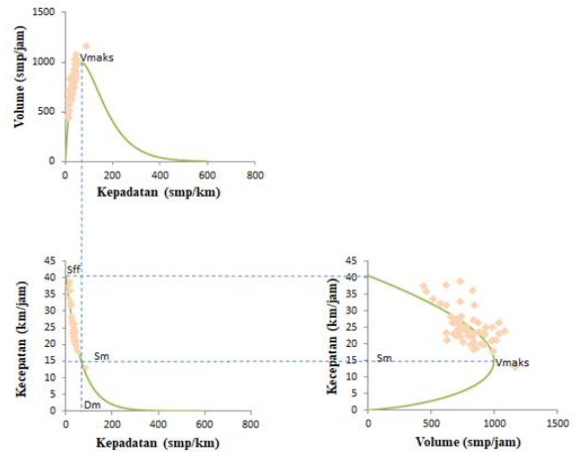 Volume (smp/jam)
1500
1000
500
0
Vmaks
0 200 400 600 800
Kepadatan (smp/km)
Kecepatan (km/jam)
45
40
35
30
25
20
15
10
5
0
Sff
Sm
Dm
0 200 400 600 800
Kepadatan (smp/km)
Kecepatan (km/jam)
45
40
35
30
25
20
15
10
5
0
Sm
Vmaks
0 500 1000 1500
Volume (smp/jam)